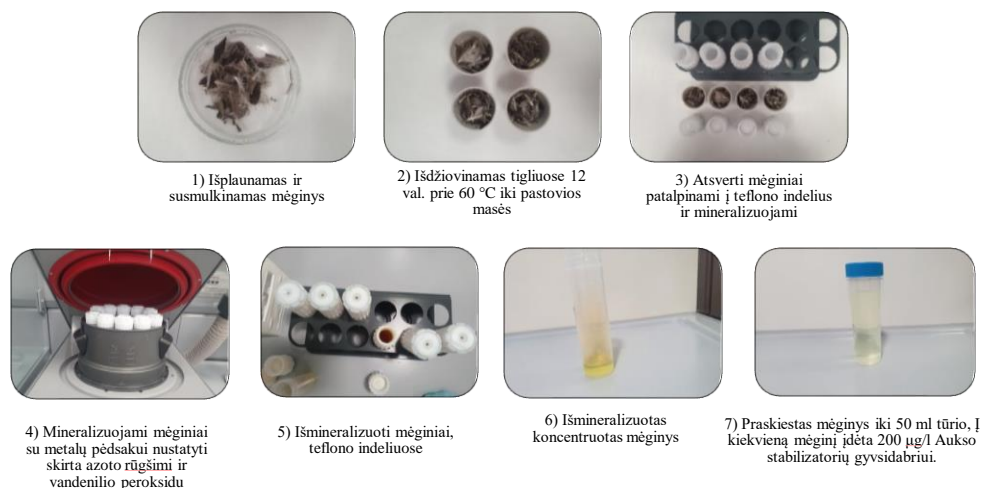 1) Išplaunamas ir
susmulkinamas mėginys
2) Išdžiovinamas tigliuose 12
val. prie 60 °C iki pastovios
masės
3) Atsverti mėginiai
patalpinami į teflono indelius
ir mineralizuojami
4) Mineralizuojami mėginiai
su metalų pėdsakui nustatyti
skirta azoto rūgšimi ir
vandenilio peroksidu
5) Išmineralizuoti mėginiai,
teflono indeliuose
6) Išmineralizuotas
koncentruotas mėginys
7) Praskiestas mėginys iki 50 ml tūrio, Į
kiekvieną mėginį įdėta 200 µg/l Aukso
stabilizatorių gyvsidabriui.